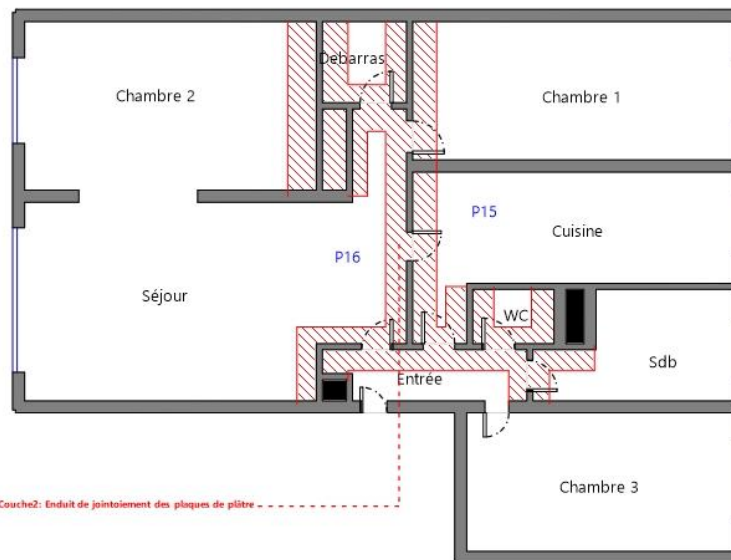 Debarras
Chambre 2
Chambre 1
P15
Cuisine
P16
Séjour
WC
Sdb
Entrée
Chambre 3
Couche2: Enduit de jointoiement des plaques de plâtre